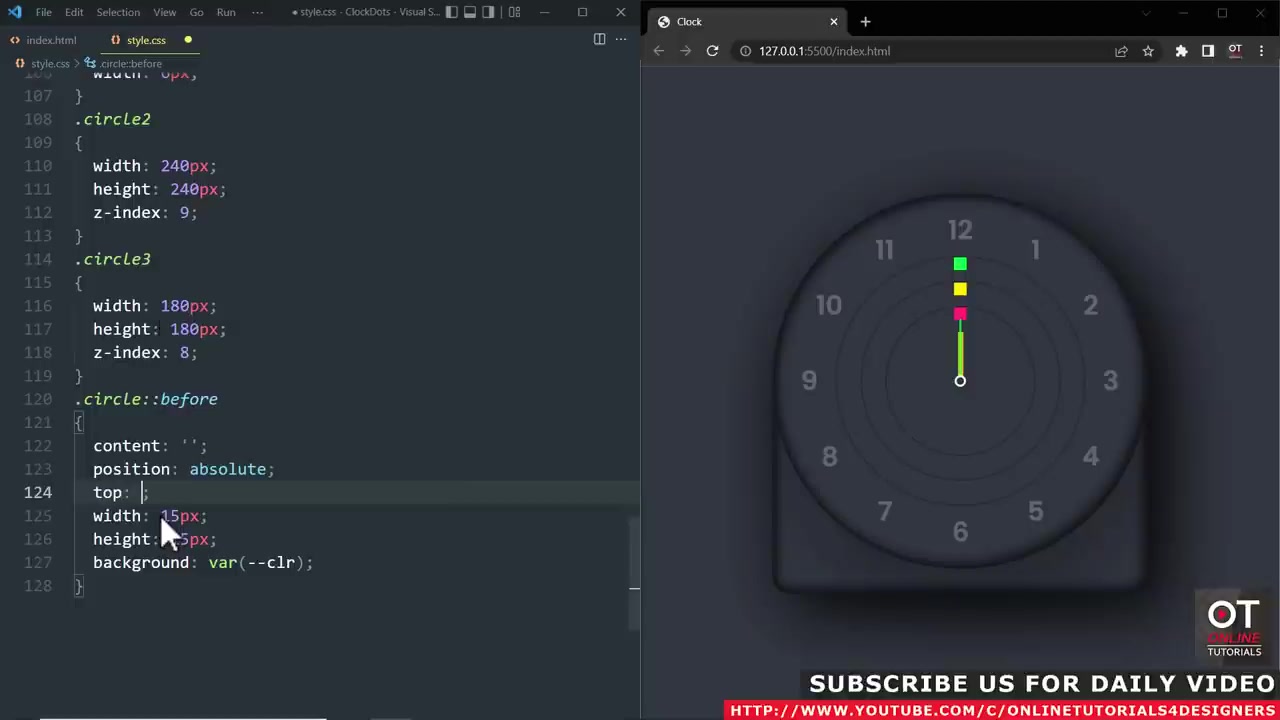 File Edit Selection View Go Run ··· ● style.css - ClockDots - Visual S...
index.html style.css ●
style.css > .circle::before
106 width: 6px;
107 }
108 .circle2
109 {
110 width: 240px;
111 height: 240px;
112 z-index: 9;
113 }
114 .circle3
115 {
116 width: 180px;
117 height: 180px;
118 z-index: 8;
119 }
120 .circle::before
121 {
122 content: '';
123 position: absolute;
124 top: ;
125 width: 15px;
126 height: 15px;
127 background: var(--clr);
128 }
Clock
127.0.0.1:5500/index.html
OT
12
11 1
10 2
9 3
8 4
7 5
6
OT
ONLINE
TUTORIALS
SUBSCRIBE US FOR DAILY VIDEO
HTTP://WWW.YOUTUBE.COM/C/ONLINETUTORIALS4DESIGNERS